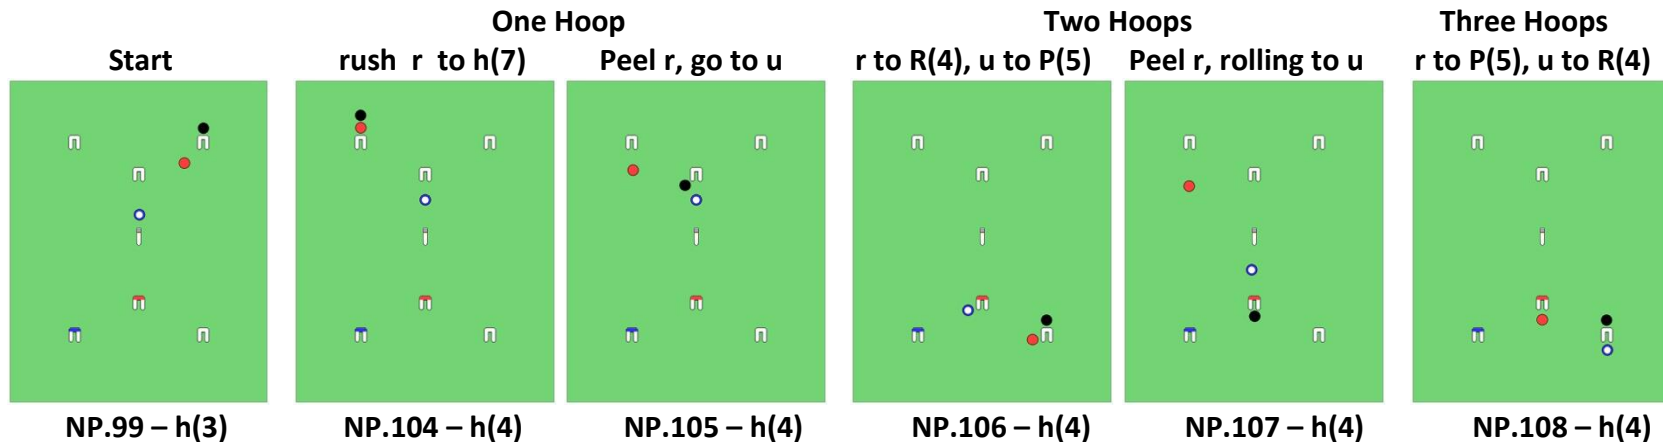 One Hoop
Two Hoops
Three Hoops
Start
rush r to h(7)
Peel r, go to u
r to R(4), u to P(5)
Peel r, rolling to u
r to P(5), u to R(4)
NP.99 – h(3)
NP.104 – h(4)
NP.105 – h(4)
NP.106 – h(4)
NP.107 – h(4)
NP.108 – h(4)